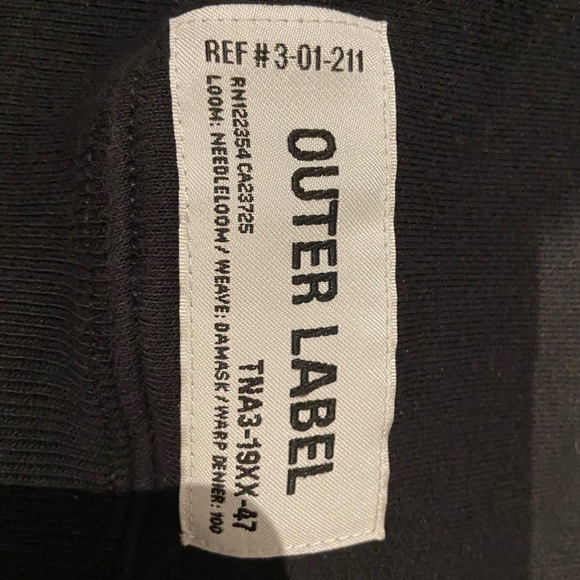 REF # 3-01-211
OUTER LABEL
TNA3-19XX-47
RN122354 CA23725
LOOM: NEEDLELOOM / WEAVE: DAMASK / WARP DENIER: 100